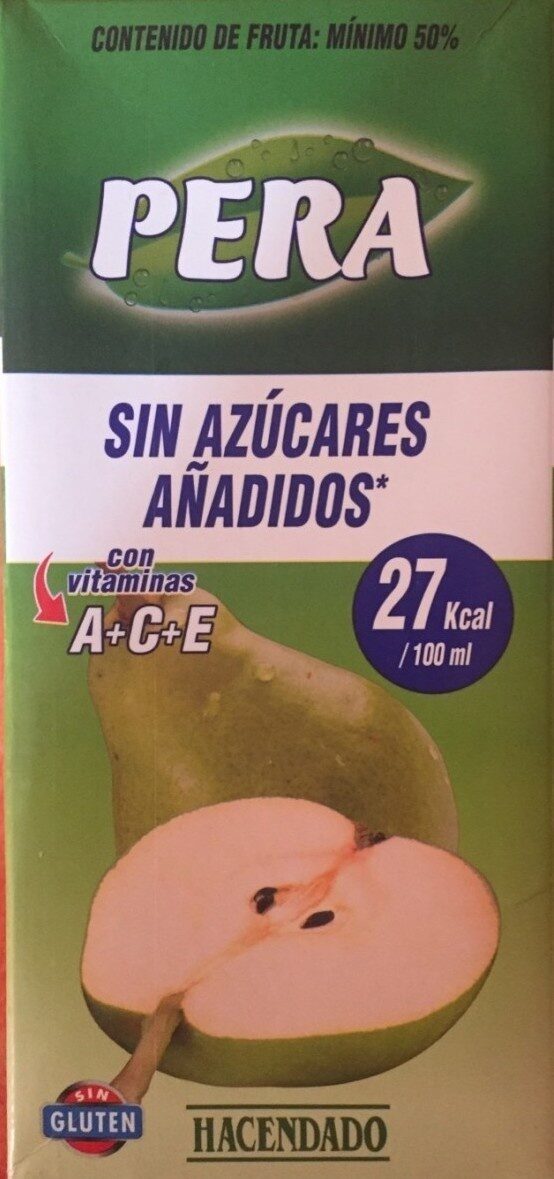 CONTENIDO DE FRUTA: MÍNIMO 50%
PERA
SIN AZÚCARES
AÑADIDOS*
con
vitaminas
A+C+E
27 Kcal
/ 100 ml
SIN
GLUTEN
HACENDADO